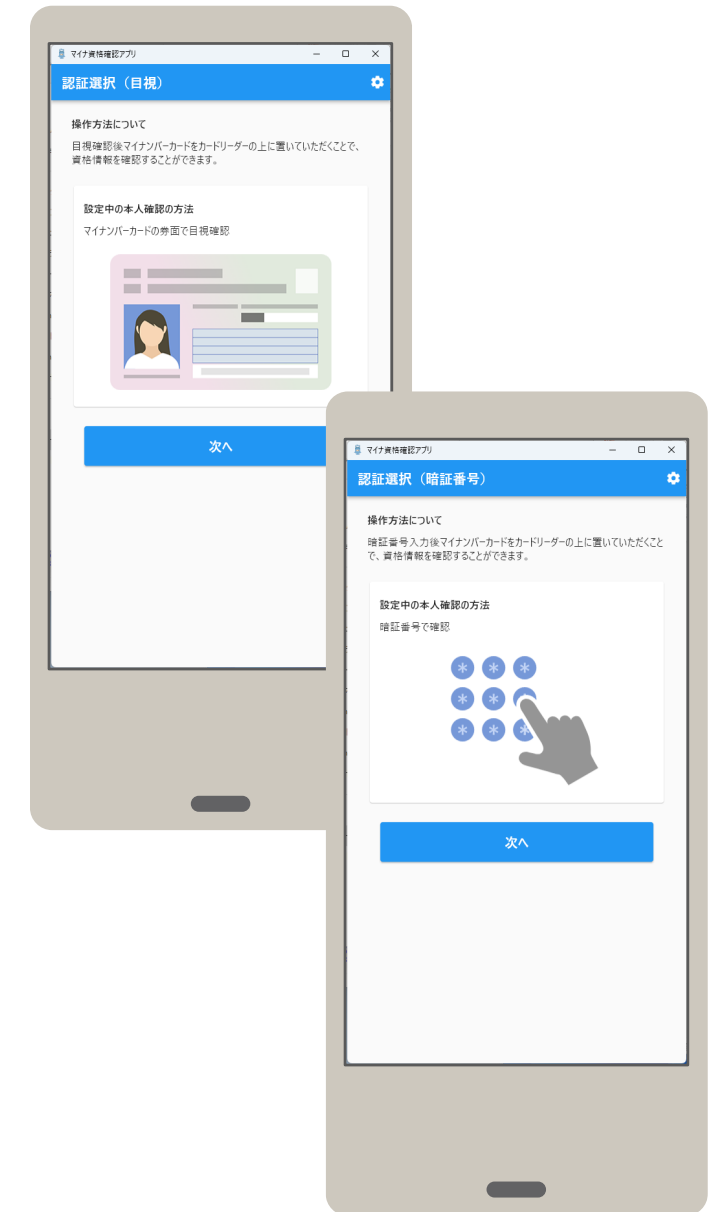 マイナ資格確認アプリ
認証選択（目視）
操作方法について
目視確認後マイナンバーカードをカードリーダーの上に置いていただくことで、
資格情報を確認することができます。
設定中の本人確認の方法
マイナンバーカードの券面で目視確認
次へ
マイナ資格確認アプリ
認証選択（暗証番号）
操作方法について
暗証番号入力後マイナンバーカードをカードリーダーの上に置いていただくこと
で、資格情報を確認することができます。
設定中の本人確認の方法
暗証番号で確認
次へ